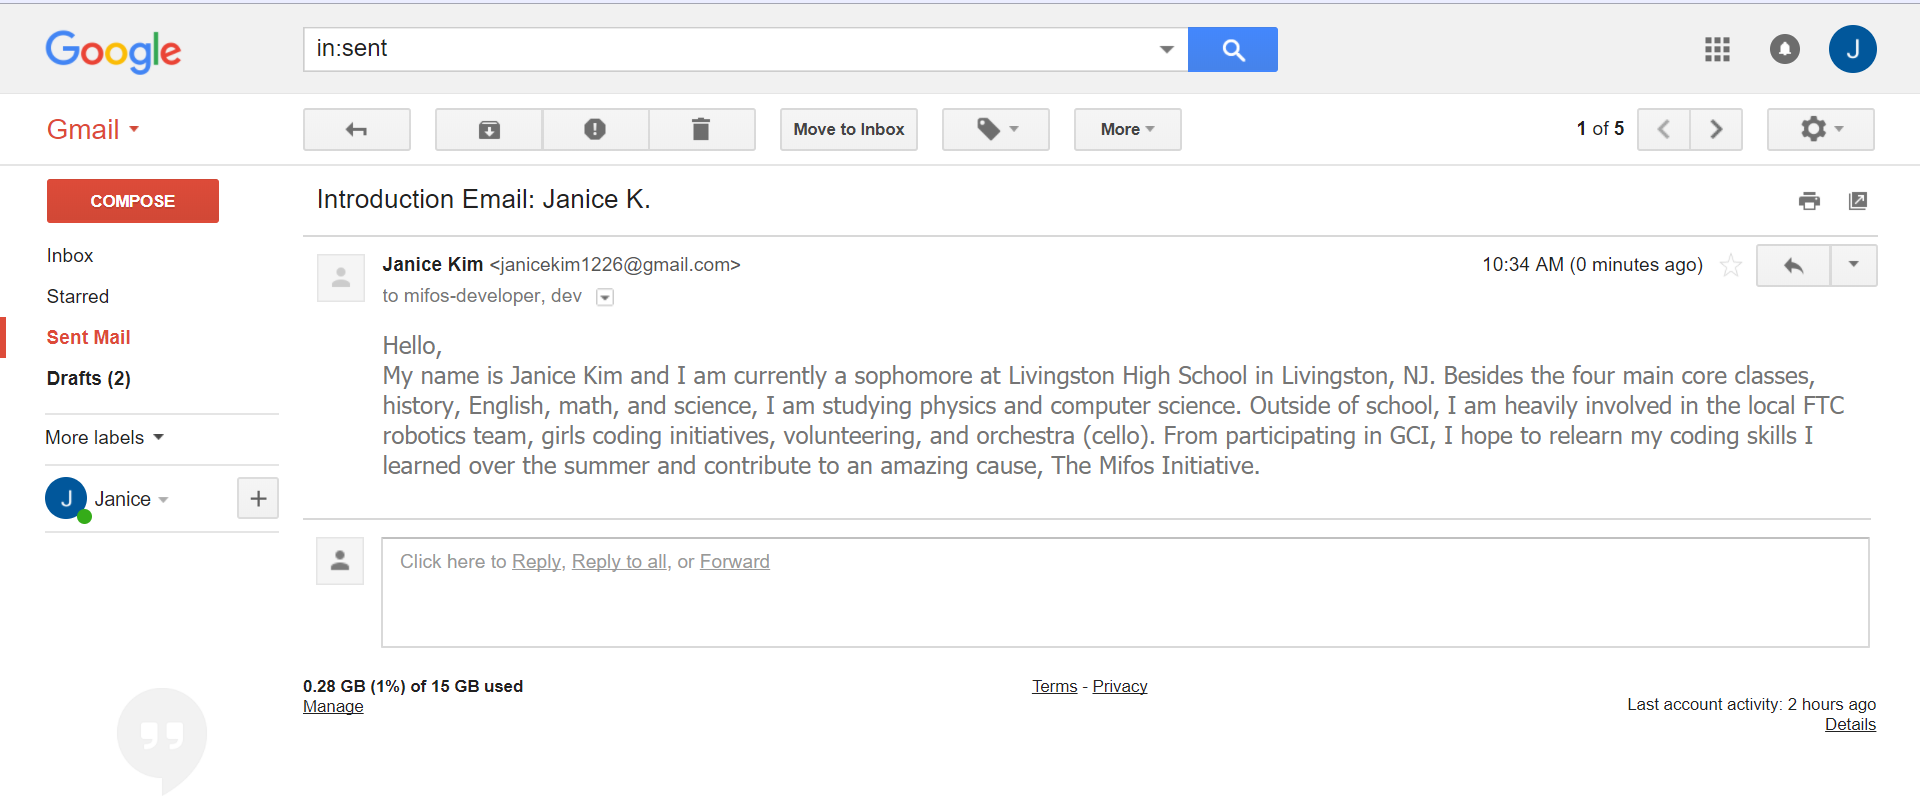 Google
in:sent
J
Gmail
Move to Inbox
More
1 of 5
COMPOSE
Introduction Email: Janice K.
Inbox
Starred
Sent Mail
Drafts (2)
More labels
J
Janice
+
Janice Kim <janicekim1226@gmail.com>
10:34 AM (0 minutes ago)
to mifos-developer, dev
Hello,
My name is Janice Kim and I am currently a sophomore at Livingston High School in Livingston, NJ. Besides the four main core classes,
history, English, math, and science, I am studying physics and computer science. Outside of school, I am heavily involved in the local FTC
robotics team, girls coding initiatives, volunteering, and orchestra (cello). From participating in GCI, I hope to relearn my coding skills I
learned over the summer and contribute to an amazing cause, The Mifos Initiative.
Click here to Reply, Reply to all, or Forward
0.28 GB (1%) of 15 GB used
Manage
Terms - Privacy
Last account activity: 2 hours ago
Details